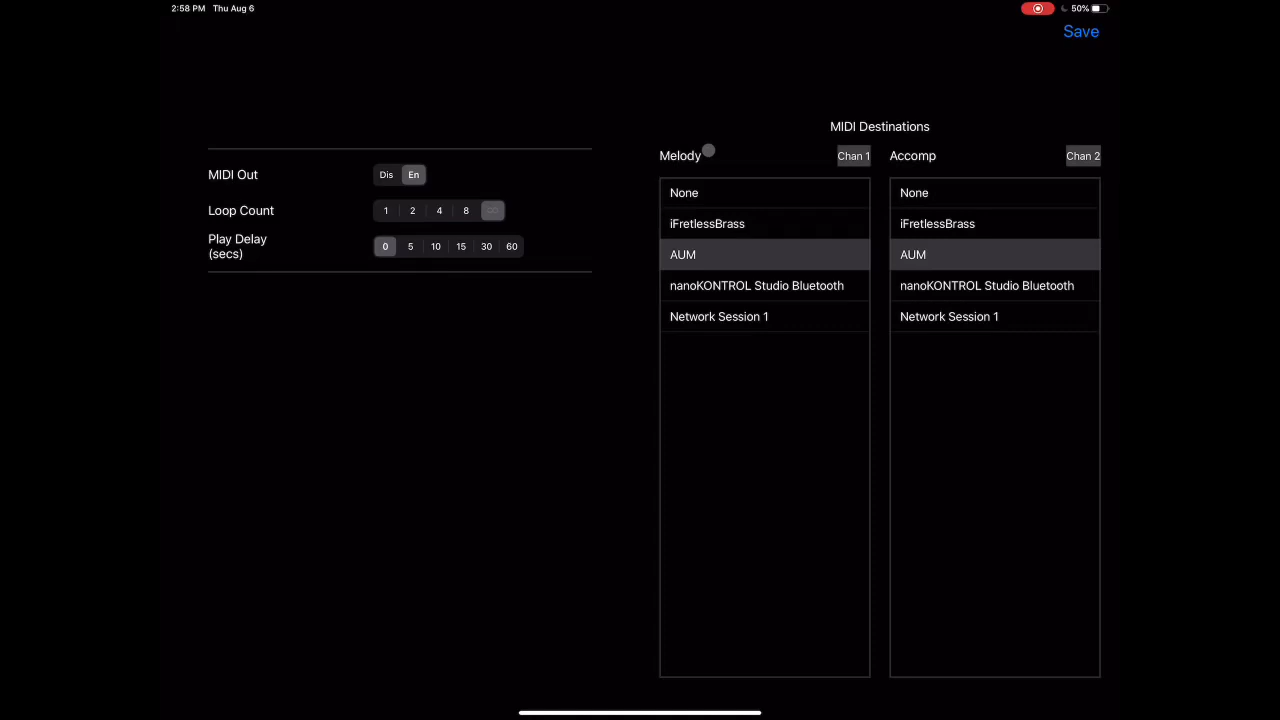 2:58 PM Thu Aug 6
50%
Save
MIDI Out
Dis En
Loop Count
1 2 4 8 ∞
Play Delay
(secs)
0 5 10 15 30 60
MIDI Destinations
Melody Chan 1
None
iFretlessBrass
AUM
nanoKONTROL Studio Bluetooth
Network Session 1
Accomp Chan 2
None
iFretlessBrass
AUM
nanoKONTROL Studio Bluetooth
Network Session 1